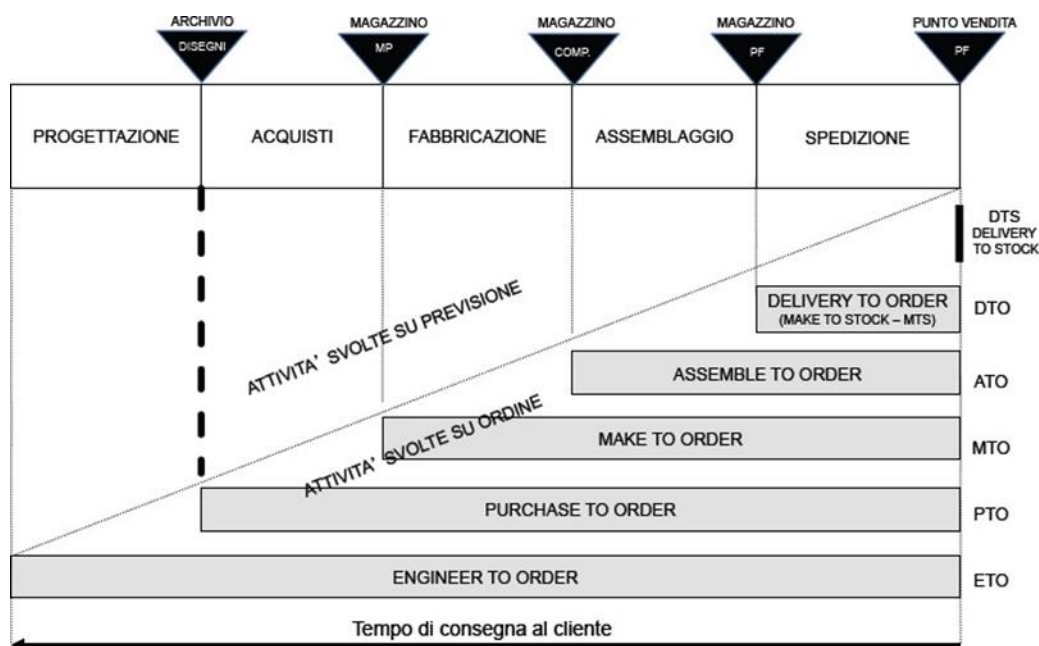 ARCHIVIO
DISEGNI
MAGAZZINO
MP
MAGAZZINO
COMP.
MAGAZZINO
PF
PUNTO VENDITA
PF
PROGETTAZIONE
ACQUISTI
FABBRICAZIONE
ASSEMBLAGGIO
SPEDIZIONE
DTS
DELIVERY
TO STOCK
ATTIVITA' SVOLTE SU PREVISIONE
DELIVERY TO ORDER
(MAKE TO STOCK – MTS)
DTO
ASSEMBLE TO ORDER
ATO
ATTIVITA' SVOLTE SU ORDINE
MAKE TO ORDER
MTO
PURCHASE TO ORDER
PTO
ENGINEER TO ORDER
ETO
Tempo di consegna al cliente